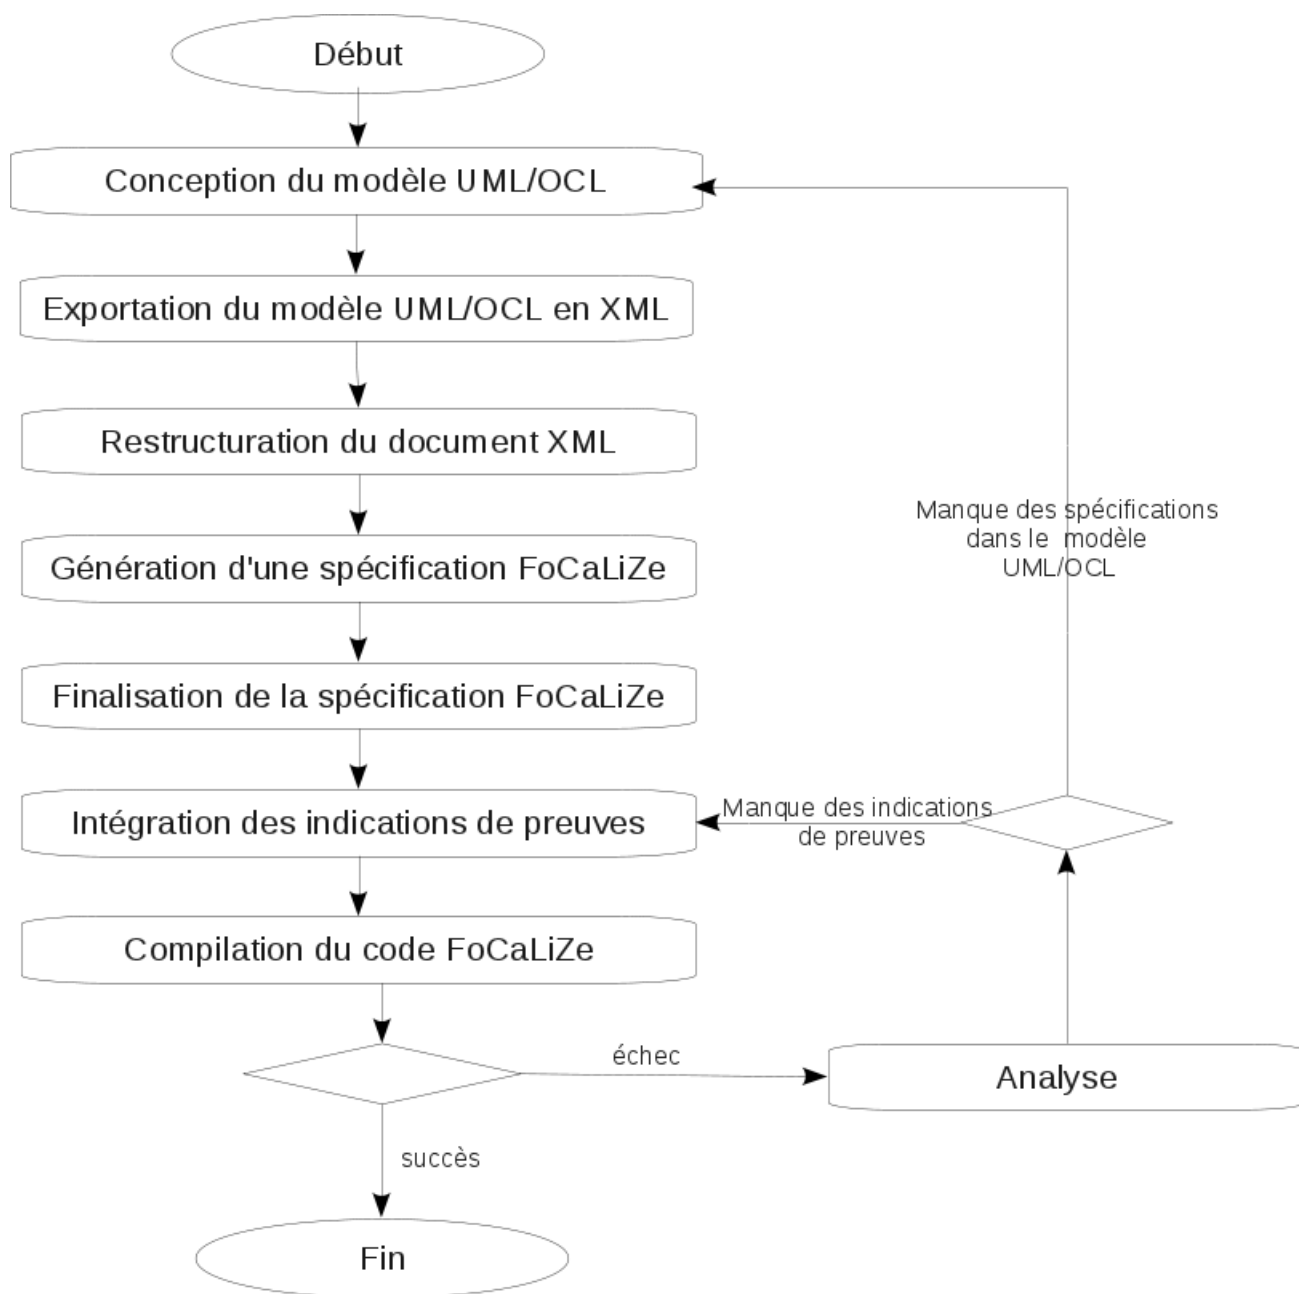 Début
Conception du modèle UML/OCL
Exportation du modèle UML/OCL en XML
Restructuration du document XML
Manque des spécifications
dans le modèle
UML/OCL
Génération d'une spécification FoCaLiZe
Finalisation de la spécification FoCaLiZe
Manque des indications
de preuves
Intégration des indications de preuves
Compilation du code FoCaLiZe
échec
Analyse
succès
Fin